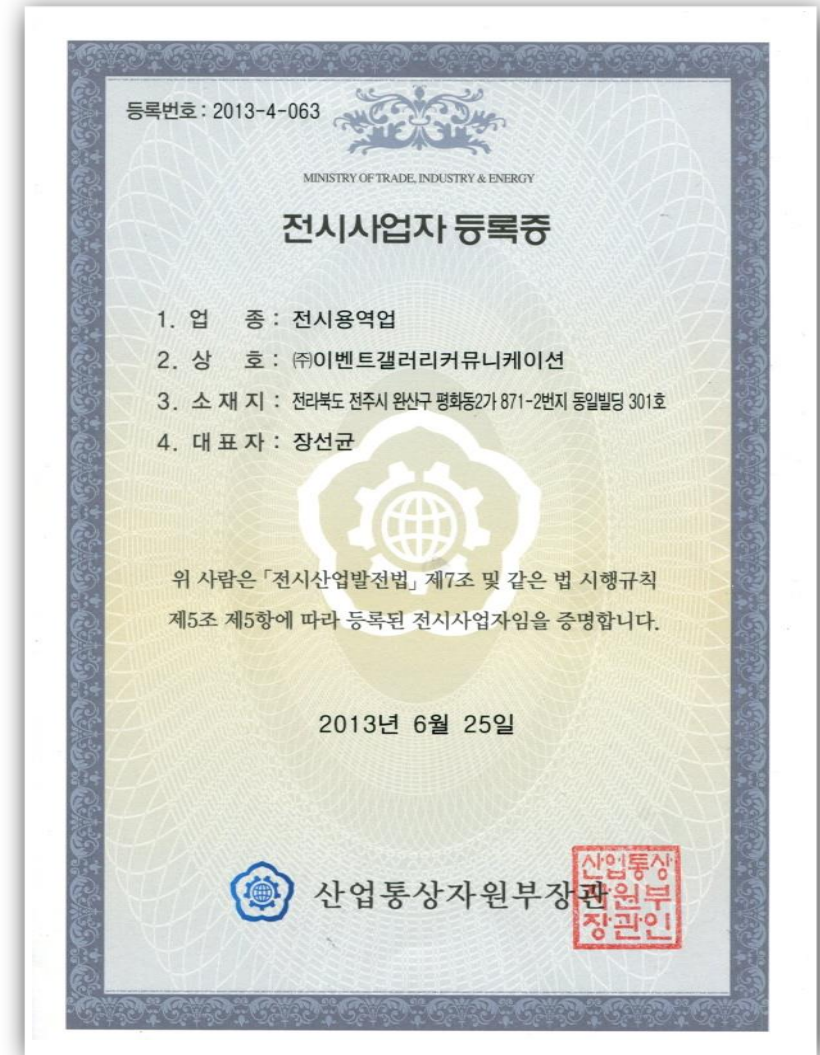 등록번호 : 2013-4-063
MINISTRY OF TRADE, INDUSTRY & ENERGY
전시사업자 등록증
1. 업 종 : 전시용역업
2. 상 호 : ㈜이벤트갤러리커뮤니케이션
3. 소 재 지 : 전라북도 전주시 완산구 평화동2가 871-2번지 동일빌딩 301호
4. 대 표 자 : 장선균
위 사람은 「전시산업발전법」 제7조 및 같은 법 시행규칙
제5조 제5항에 따라 등록된 전시사업자임을 증명합니다.
2013년 6월 25일
산업통상자원부장관
산업통상
자원부
장관인